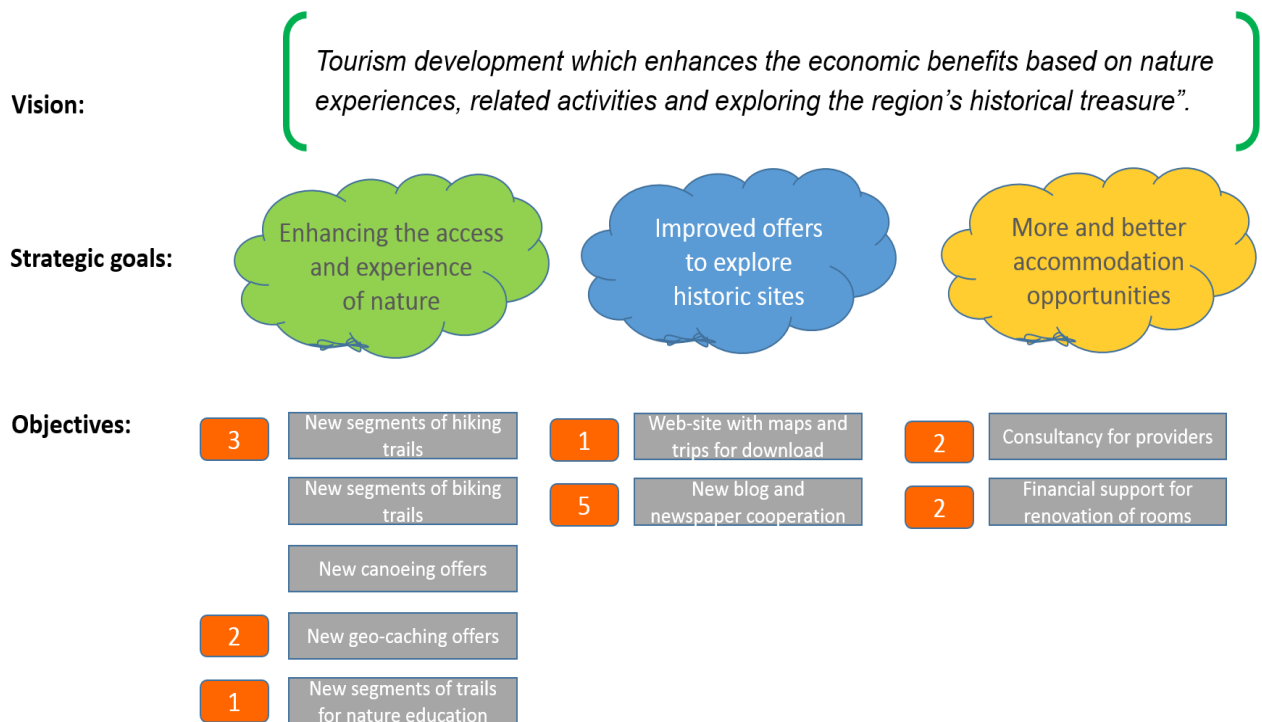 Vision:
Tourism development which enhances the economic benefits based on nature
experiences, related activities and exploring the region’s historical treasure”.
Strategic goals:
Enhancing the access
and experience
of nature
Improved offers
to explore
historic sites
More and better
accommodation
opportunities
Objectives:
3
New segments of hiking
trails
New segments of biking
trails
New canoeing offers
2
New geo-caching offers
1
New segments of trails
for nature education
1
Web-site with maps and
trips for download
5
New blog and
newspaper cooperation
2
Consultancy for providers
2
Financial support for
renovation of rooms